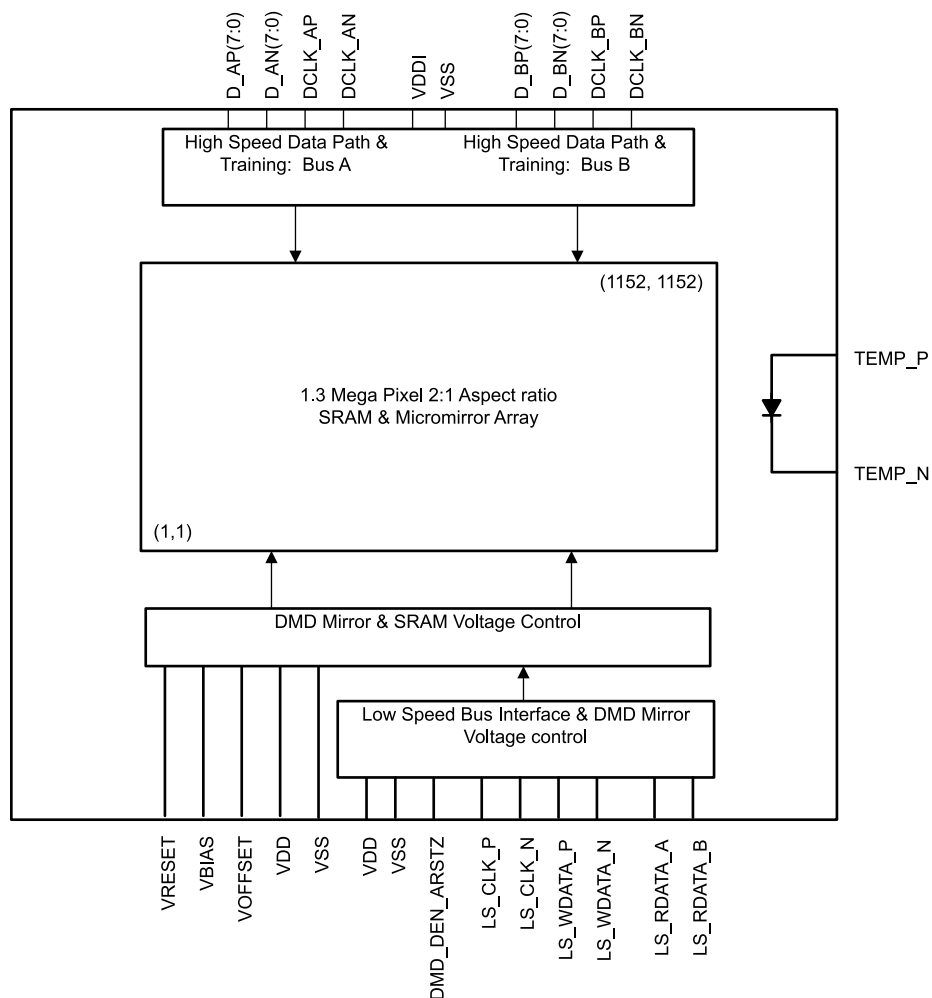 D_AP(7:0)
D_AN(7:0)
DCLK_AP
DCLK_AN
VDDI
VSS
D_BP(7:0)
D_BN(7:0)
DCLK_BP
DCLK_BN
High Speed Data Path &
Training: Bus A
High Speed Data Path &
Training: Bus B
(1152, 1152)
1.3 Mega Pixel 2:1 Aspect ratio
SRAM & Micromirror Array
(1,1)
TEMP_P
TEMP_N
DMD Mirror & SRAM Voltage Control
Low Speed Bus Interface & DMD Mirror
Voltage control
VRESET
VBIAS
VOFFSET
VDD
VSS
VDD
VSS
DMD_DEN_ARSTZ
LS_CLK_P
LS_CLK_N
LS_WDATA_P
LS_WDATA_N
LS_RDATA_A
LS_RDATA_B